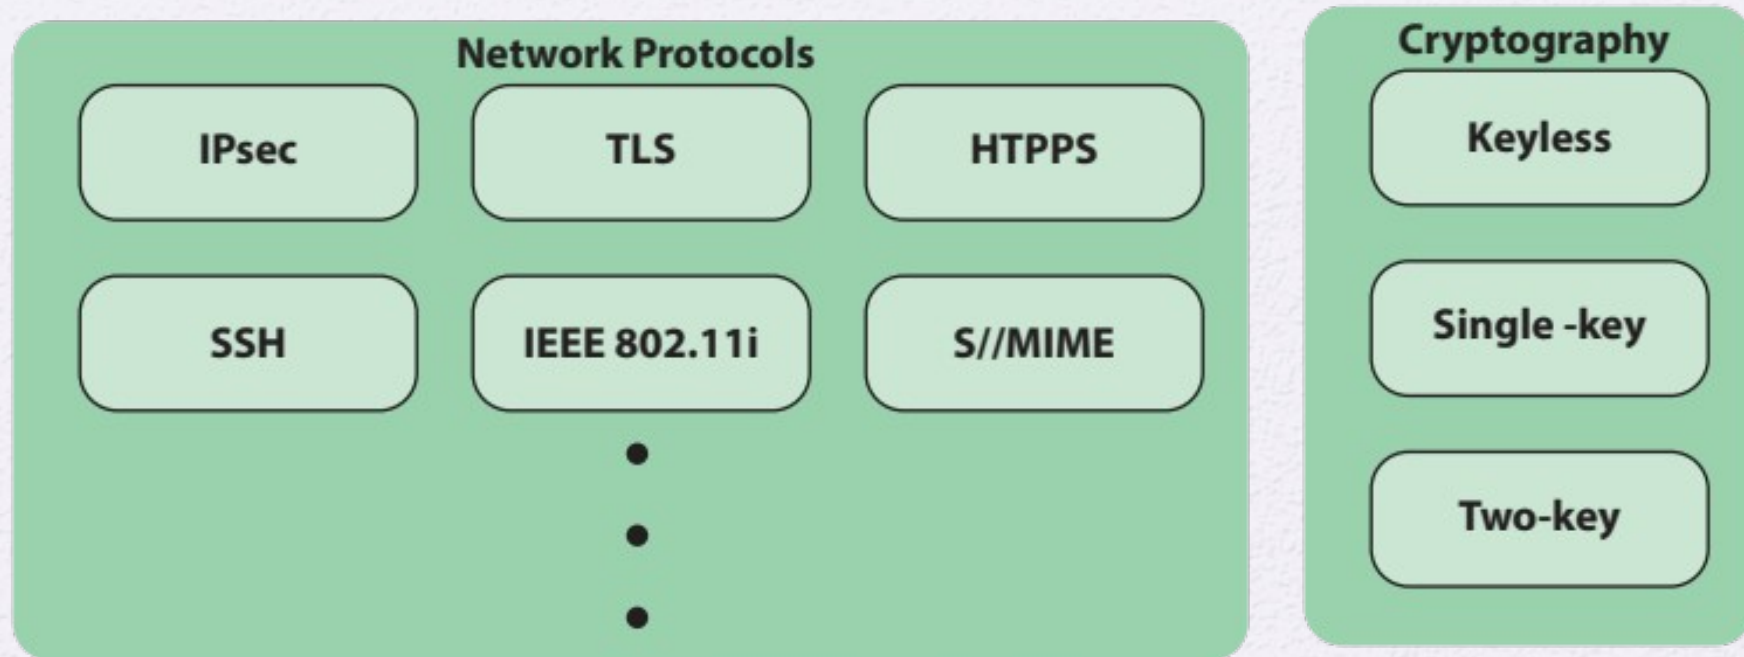 Network Protocols
IPsec
TLS
HTPPS
SSH
IEEE 802.11i
S//MIME
Cryptography
Keyless
Single -key
Two-key